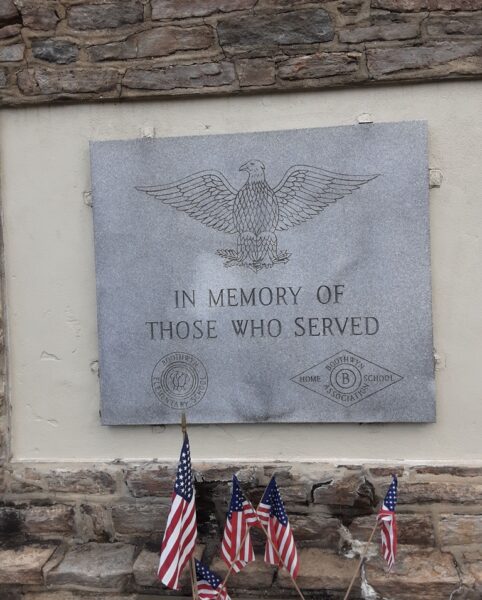 IN MEMORY OF
THOSE WHO SERVED
BOOTHWYN
ELEMENTARY SCHOOL
BOOTHWYN
HOME B SCHOOL
ASSOCIATION